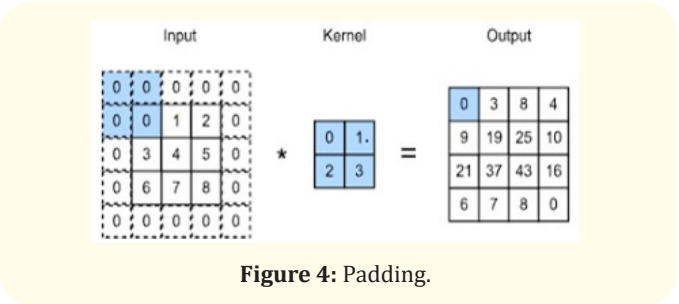 Input Kernel Output
0 0 0 0 0
0 0 1 2 0 0 3 8 4
0 3 4 5 0 * 0 1. = 9 19 25 10
0 6 7 8 0 2 3 21 37 43 16
0 0 0 0 0 6 7 8 0
Figure 4: Padding.